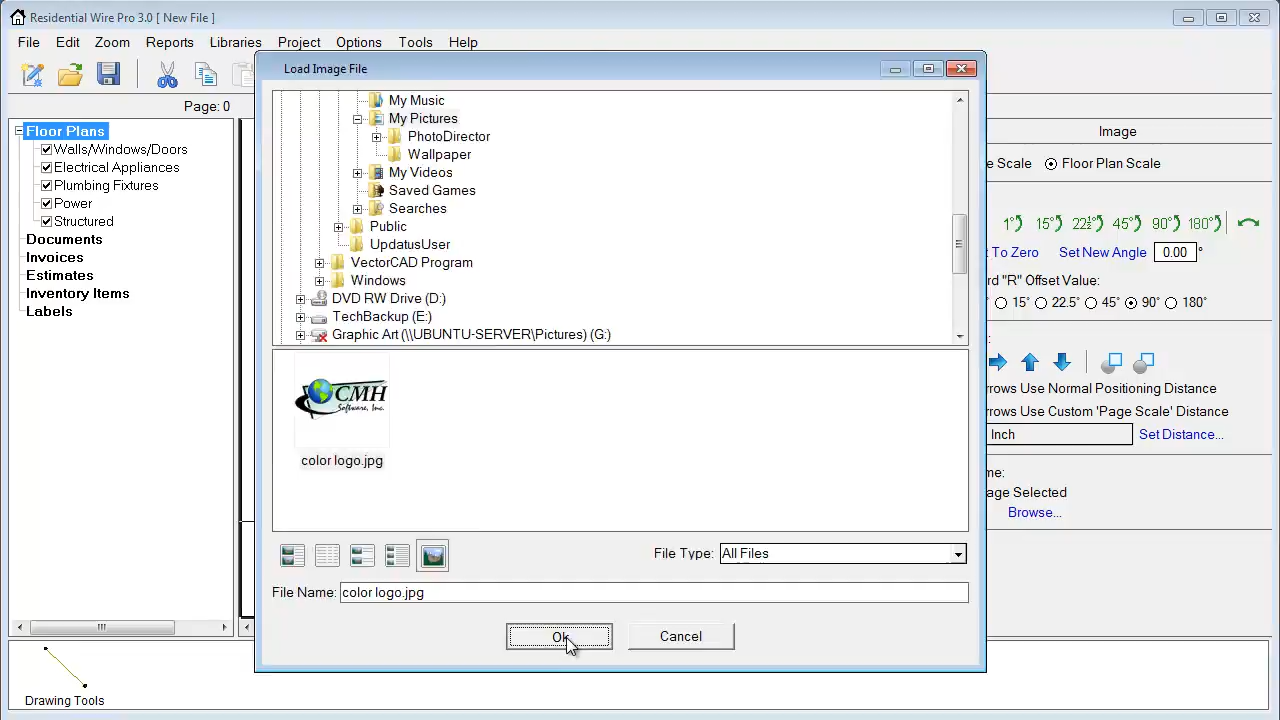 Residential Wire Pro 3.0 [ New File ]
File Edit Zoom Reports Libraries Project Options Tools Help
Page: 0
Floor Plans
Walls/Windows/Doors
Electrical Appliances
Plumbing Fixtures
Power
Structured
Documents
Invoices
Estimates
Inventory Items
Labels
Drawing Tools
Load Image File
My Music
My Pictures
PhotoDirector
Wallpaper
My Videos
Saved Games
Searches
Public
UpdatusUser
VectorCAD Program
Windows
DVD RW Drive (D:)
TechBackup (E:)
Graphic Art (\\UBUNTU-SERVER\Pictures) (G:)
CMH
Software, Inc.
color logo.jpg
File Type: All Files
File Name: color logo.jpg
Ok Cancel
Image
Scale Floor Plan Scale
1° 15° 22½° 45° 90° 180°
To Zero Set New Angle 0.00 °
"R" Offset Value:
15° 22.5° 45° 90° 180°
Use Normal Positioning Distance
Use Custom 'Page Scale' Distance
Inch Set Distance...
Selected
Browse...